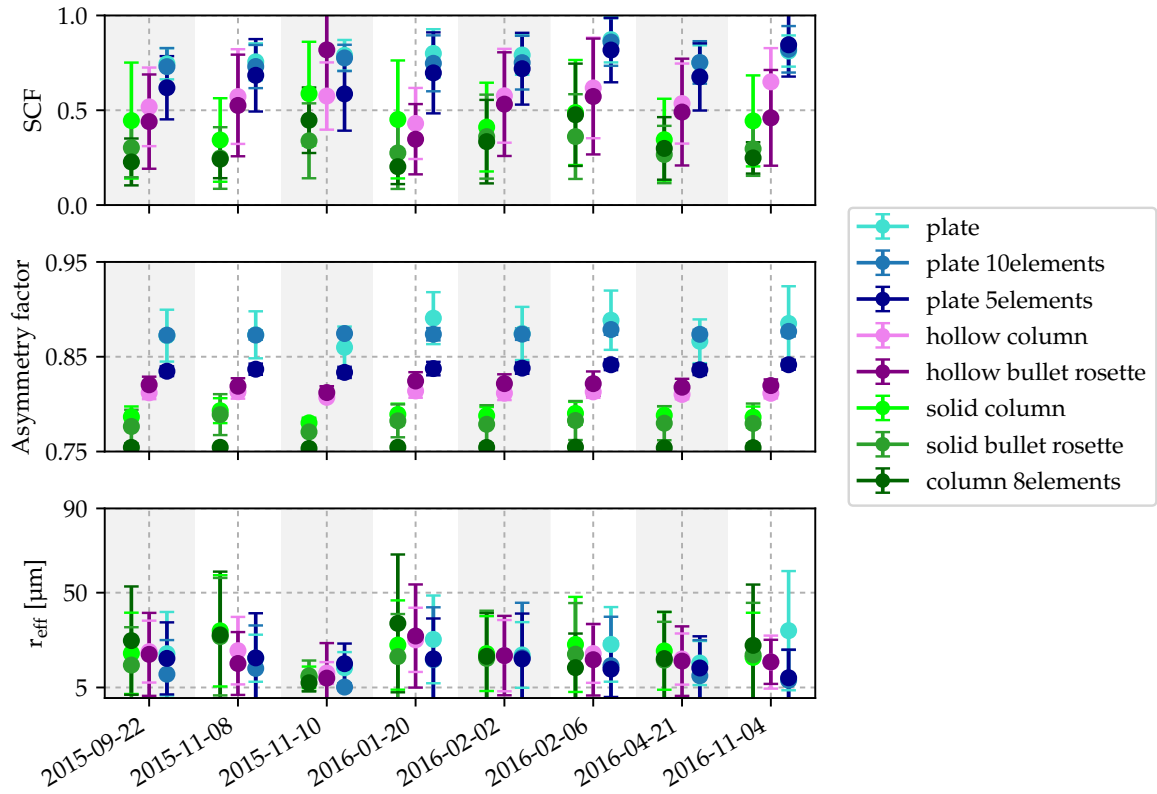 1.0
0.5
0.0
SCF
0.95
0.85
0.75
Asymmetry factor
90
50
5
reff [µm]
2015-09-22
2015-11-08
2015-11-10
2016-01-20
2016-02-02
2016-02-06
2016-04-21
2016-11-04
plate
plate 10elements
plate 5elements
hollow column
hollow bullet rosette
solid column
solid bullet rosette
column 8elements